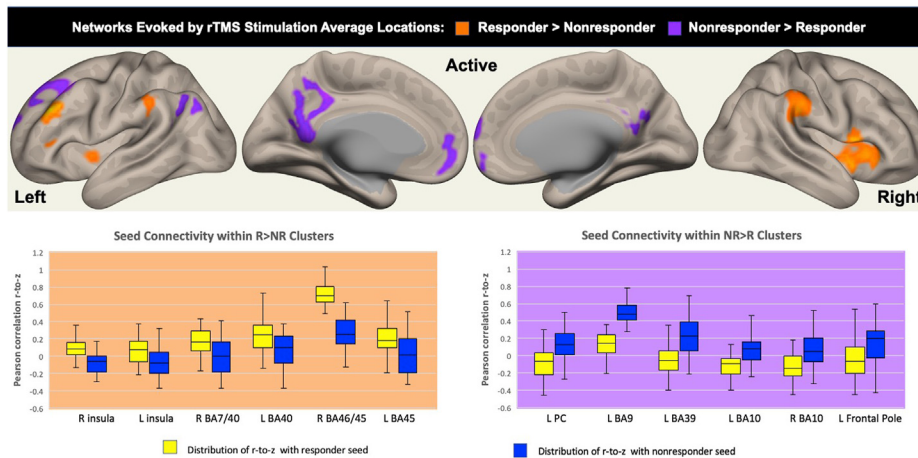 Networks Evoked by rTMS Stimulation Average Locations: Responder > Nonresponder Nonresponder > Responder
Active
Left
Right
Seed Connectivity within R>NR Clusters
Pearson correlation r-to-z
1.2
1
0.8
0.6
0.4
0.2
0
-0.2
-0.4
-0.6
R insula L insula R BA7/40 L BA40 R BA46/45 L BA45
Distribution of r-to-z with responder seed
Seed Connectivity within NR>R Clusters
Pearson correlation r-to-z
1.2
1
0.8
0.6
0.4
0.2
0
-0.2
-0.4
-0.6
L PC L BA9 L BA39 L BA10 R BA10 L Frontal Pole
Distribution of r-to-z with nonresponder seed